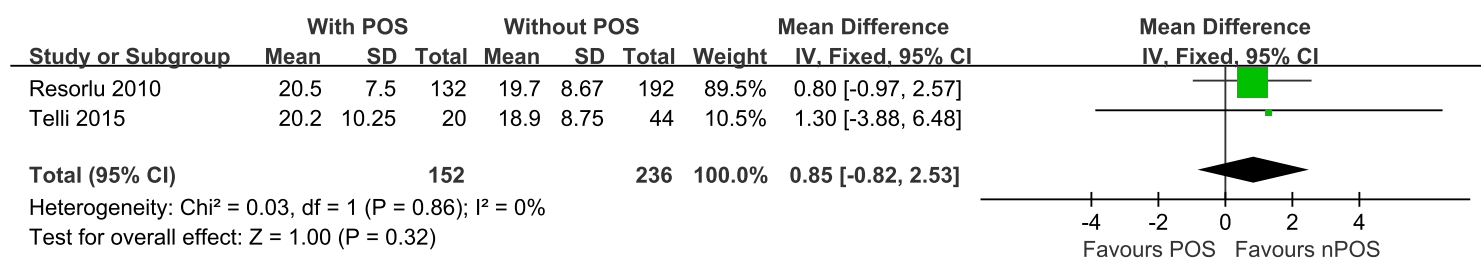 With POS Without POS Mean Difference Mean Difference
Study or Subgroup Mean SD Total Mean SD Total Weight IV, Fixed, 95% CI IV, Fixed, 95% CI
Resorlu 2010 20.5 7.5 132 19.7 8.67 192 89.5% 0.80 [-0.97, 2.57]
Telli 2015 20.2 10.25 20 18.9 8.75 44 10.5% 1.30 [-3.88, 6.48]
Total (95% CI) 152 236 100.0% 0.85 [-0.82, 2.53]
Heterogeneity: Chi² = 0.03, df = 1 (P = 0.86); I² = 0%
Test for overall effect: Z = 1.00 (P = 0.32)
-4 -2 0 2 4
Favours POS Favours nPOS